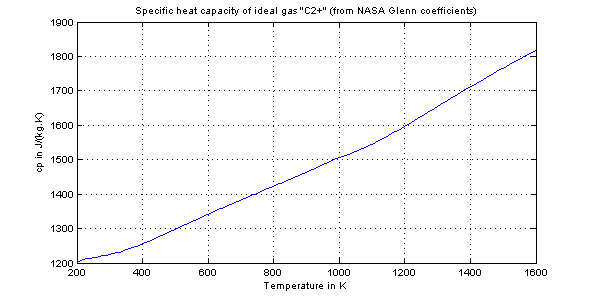 Specific heat capacity of ideal gas "C2+" (from NASA Glenn coefficients)
1900
1800
1700
1600
1500
1400
1300
1200
cp in J/(kg.K)
200 400 600 800 1000 1200 1400 1600
Temperature in K